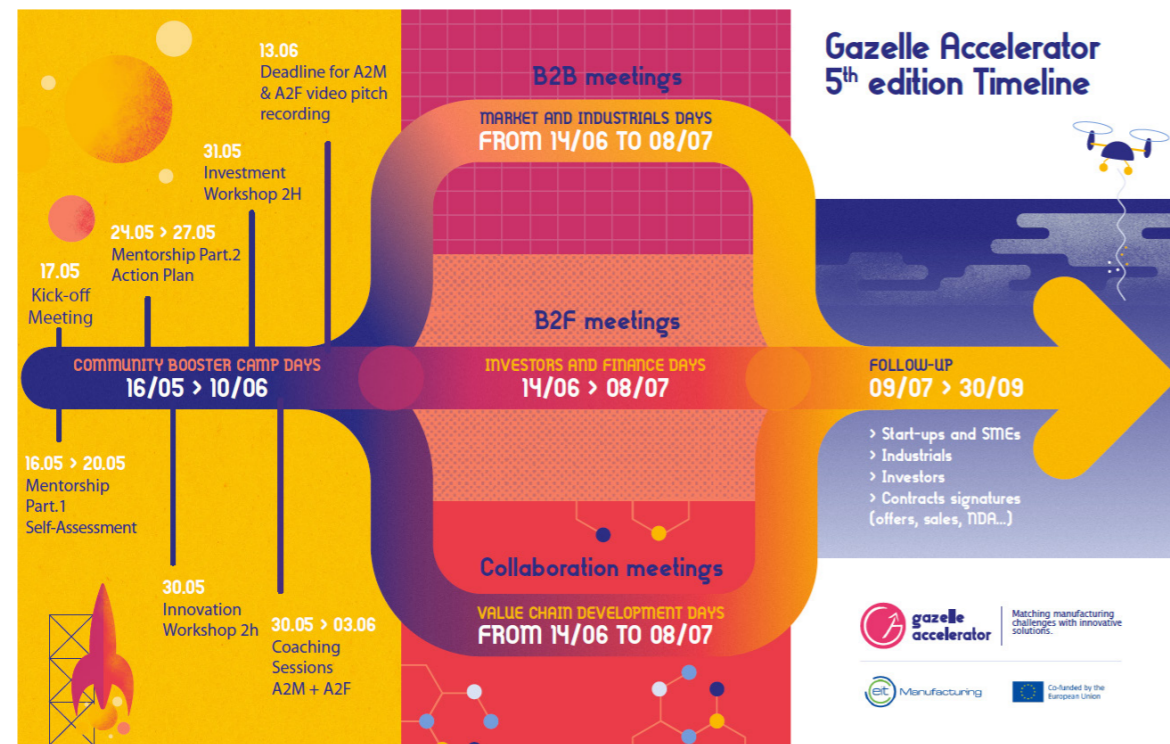 Gazelle Accelerator
5th edition Timeline
13.06
Deadline for A2M
& A2F video pitch
recording
31.05
Investment
Workshop 2H
24.05 > 27.05
Mentorship Part.2
Action Plan
17.05
Kick-off
Meeting
COMMUNITY BOOSTER CAMP DAYS
16/05 > 10/06
16.05 > 20.05
Mentorship
Part.1
Self-Assessment
30.05
Innovation
Workshop 2h
30.05 > 03.06
Coaching
Sessions
A2M + A2F
B2B meetings
MARKET AND INDUSTRIALS DAYS
FROM 14/06 TO 08/07
B2F meetings
INVESTORS AND FINANCE DAYS
14/06 > 08/07
Collaboration meetings
VALUE CHAIN DEVELOPMENT DAYS
FROM 14/06 TO 08/07
FOLLOW-UP
09/07 > 30/09
> Start-ups and SMEs
> Industrials
> Investors
> Contracts signatures
(offers, sales, NDA...)
gazelle
accelerator
Matching manufacturing
challenges with innovative
solutions.
eit Manufacturing
Co-funded by the
European Union